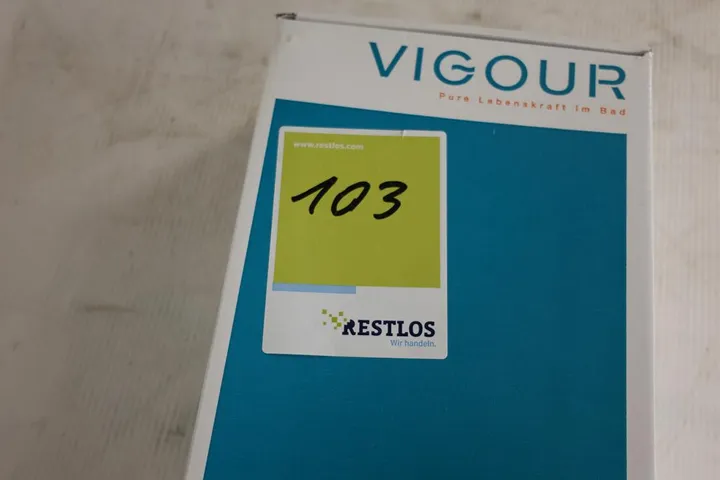 VIGOUR
Pure Lebenskraft im Bad
www.restlos.com
103
RESTLOS
Wir handeln.